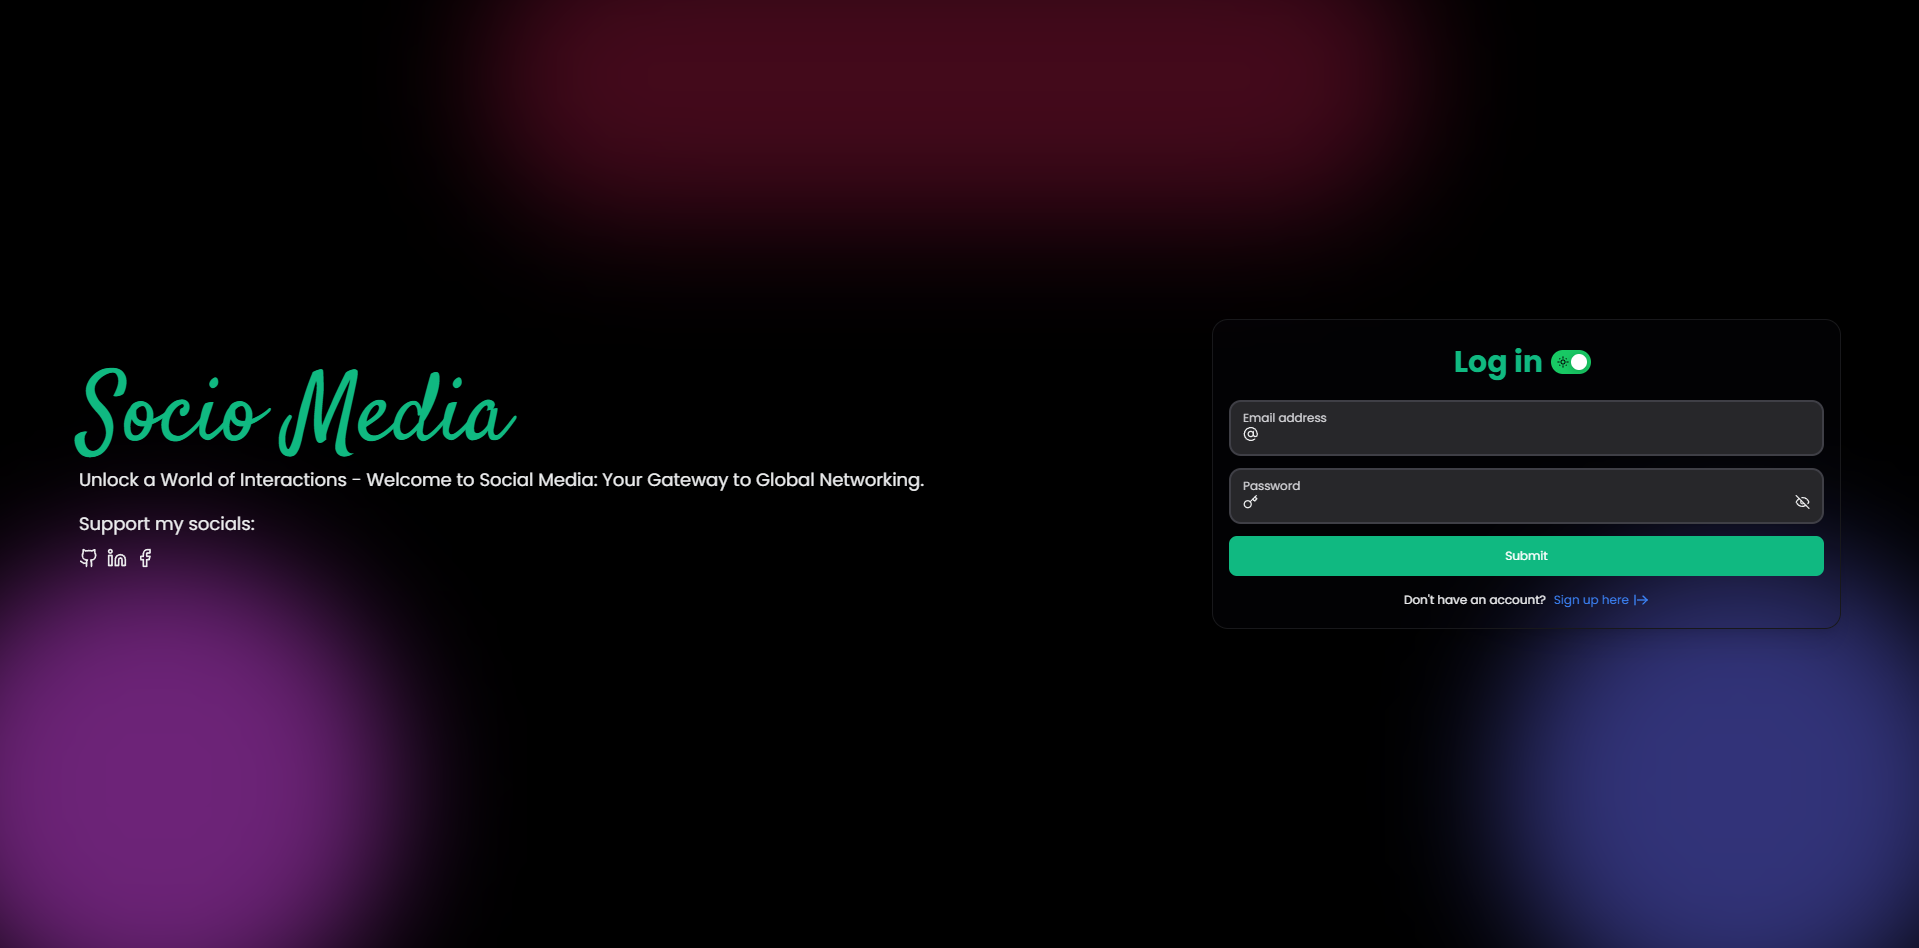 Socio Media
Unlock a World of Interactions - Welcome to Social Media: Your Gateway to Global Networking.
Support my socials:
Log in
Email address
@
Password
Submit
Don't have an account? Sign up here